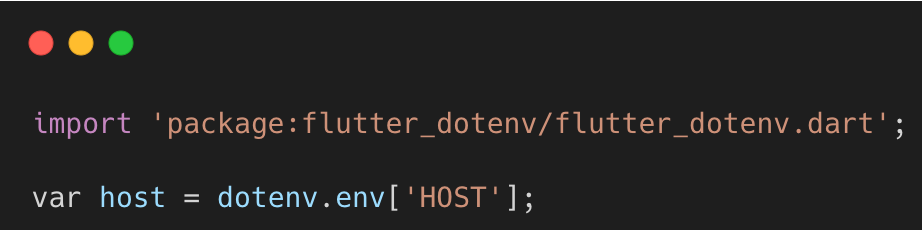 import 'package:flutter_dotenv/flutter_dotenv.dart';
var host = dotenv.env['HOST'];